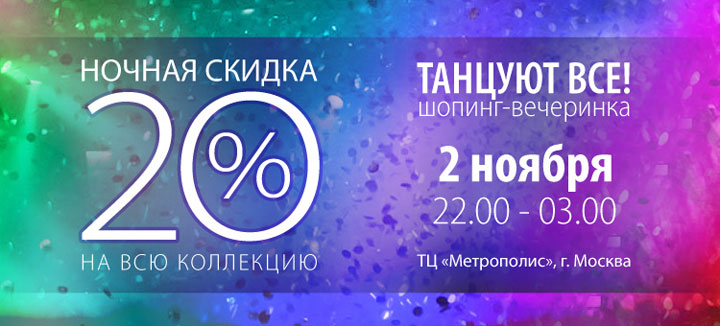 НОЧНАЯ СКИДКА
20%
НА ВСЮ КОЛЛЕКЦИЮ
ТАНЦУЮТ ВСЕ!
шопинг-вечеринка
2 ноября
22.00 - 03.00
ТЦ «Метрополис», г. Москва